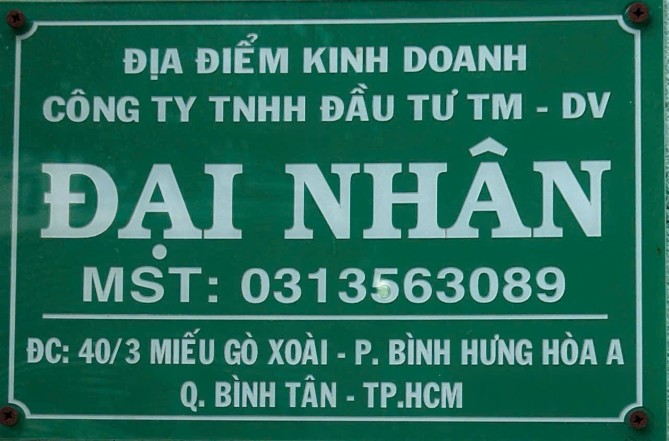 ĐỊA ĐIỂM KINH DOANH
CÔNG TY TNHH ĐẦU TƯ TM - DV
ĐẠI NHÂN
MST: 0313563089
ĐC: 40/3 MIẾU GÒ XOÀI - P. BÌNH HƯNG HÒA A
Q. BÌNH TÂN - TP.HCM